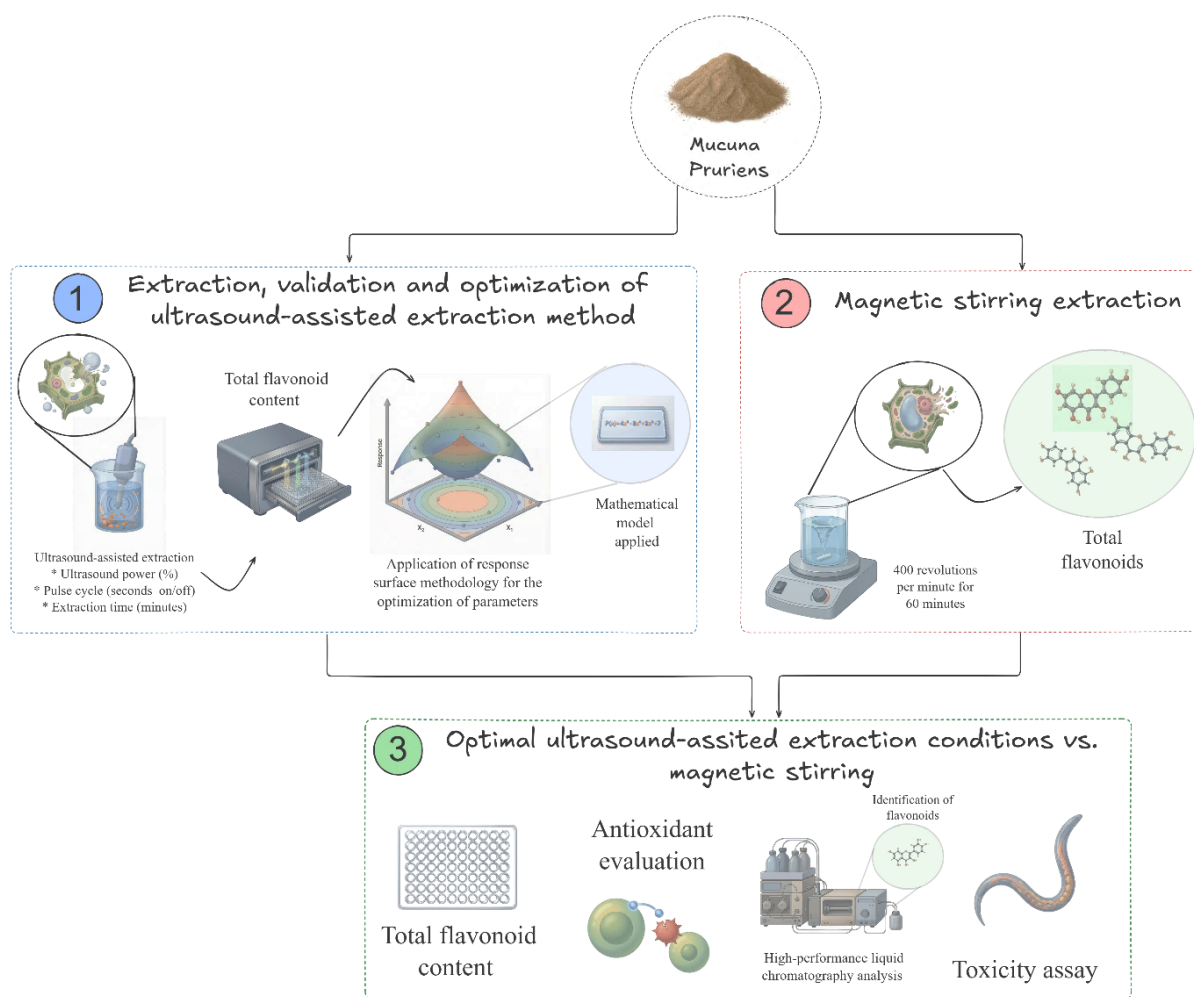 Mucuna
Pruriens
1
Extraction, validation and optimization of
ultrasound-assisted extraction method
Total flavonoid
content
Response
X2
X1
Mathematical
model
applied
Ultrasound-assisted extraction
* Ultrasound power (%)
* Pulse cycle (seconds on/off)
* Extraction time (minutes)
Application of response
surface methodology for the
optimization of parameters
2
Magnetic stirring extraction
400 revolutions
per minute for
60 minutes
Total
flavonoids
3
Optimal ultrasound-assited extraction conditions vs.
magnetic stirring
Total flavonoid
content
Antioxidant
evaluation
Identification of
flavonoids
High-performance liquid
chromatography analysis
Toxicity assay